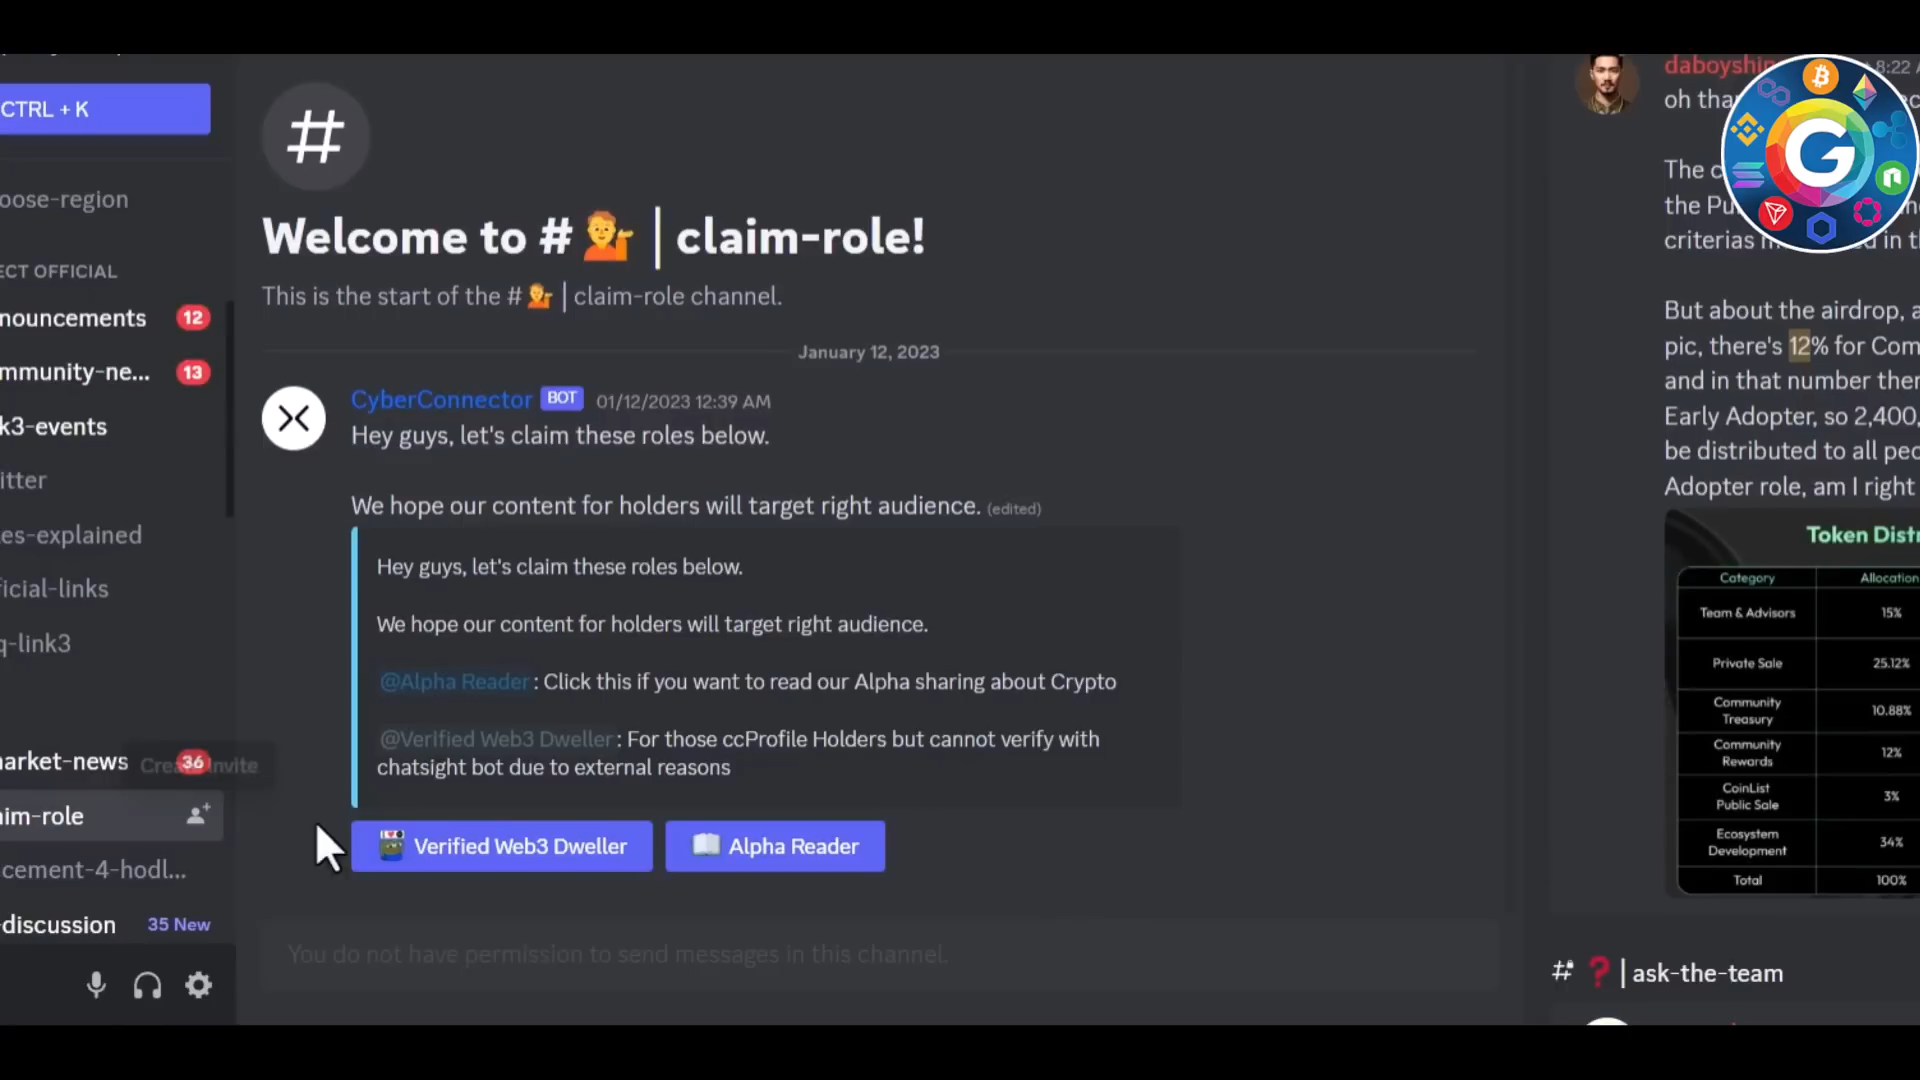 CTRL + K
oose-region
ECT OFFICIAL
nouncements 12
mmunity-ne... 13
k3-events
itter
es-explained
icial-links
q-link3
arket-news 36
im-role
cement-4-hodl...
-discussion 35 New
#
Welcome to # | claim-role!
This is the start of the # | claim-role channel.
January 12, 2023
CyberConnector BOT 01/12/2023 12:39 AM
Hey guys, let's claim these roles below.
We hope our content for holders will target right audience. (edited)
Hey guys, let's claim these roles below.
We hope our content for holders will target right audience.
@Alpha Reader : Click this if you want to read our Alpha sharing about Crypto
@Verified Web3 Dweller : For those ccProfile Holders but cannot verify with
chatsight bot due to external reasons
Verified Web3 Dweller
Alpha Reader
You do not have permission to send messages in this channel.
daboyshin 8:22
oh tha
The c
the Pu
criterias in t
But about the airdrop, a
pic, there's 12% for Com
and in that number ther
Early Adopter, so 2,400,
be distributed to all peo
Adopter role, am I right
Token Distr
Category Allocation
Team & Advisors 15%
Private Sale 25.12%
Community
Treasury 10.88%
Community
Rewards 12%
CoinList
Public Sale 3%
Ecosystem
Development 34%
Total 100%
# ❓ | ask-the-team
G